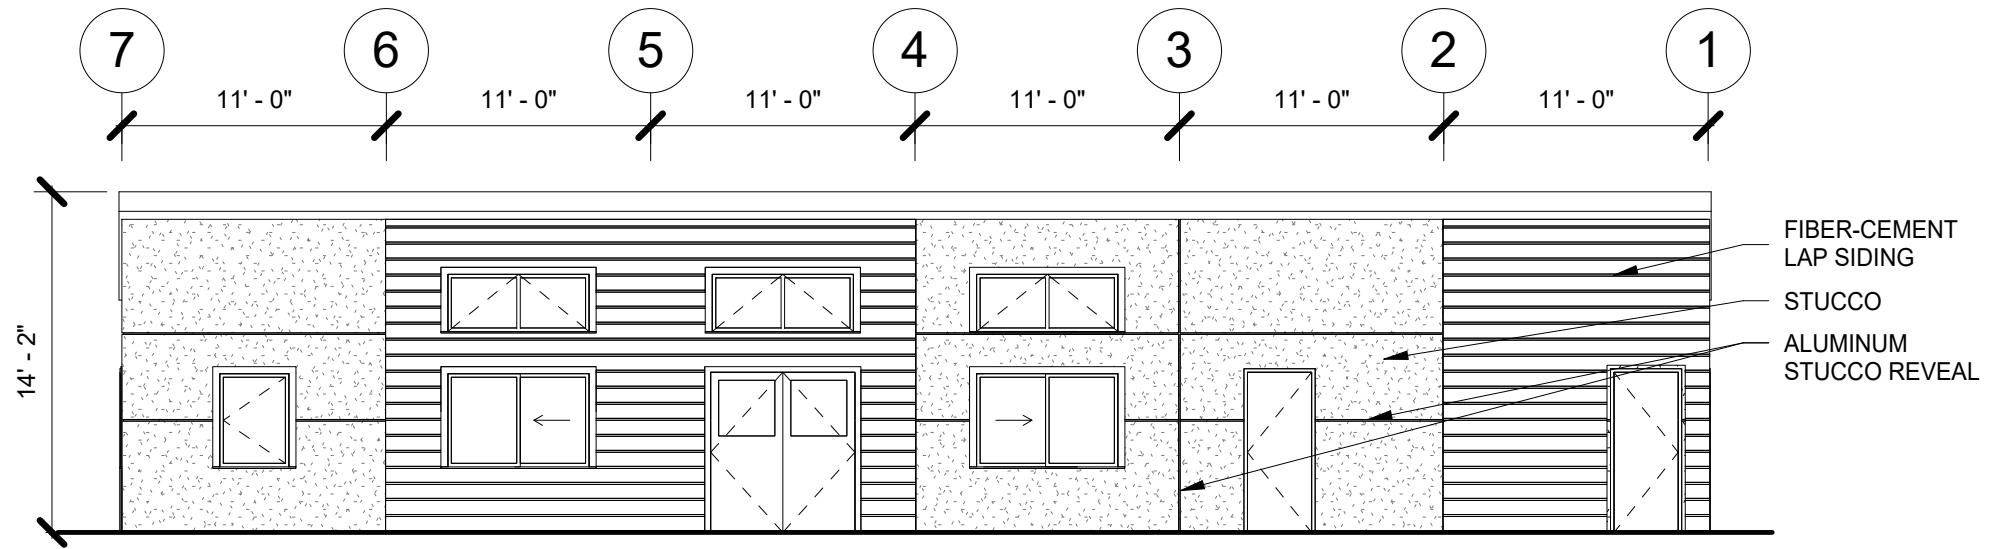 7 6 5 4 3 2 1
11' - 0" 11' - 0" 11' - 0" 11' - 0" 11' - 0" 11' - 0"
14' - 2"
FIBER-CEMENT
LAP SIDING
STUCCO
ALUMINUM
STUCCO REVEAL